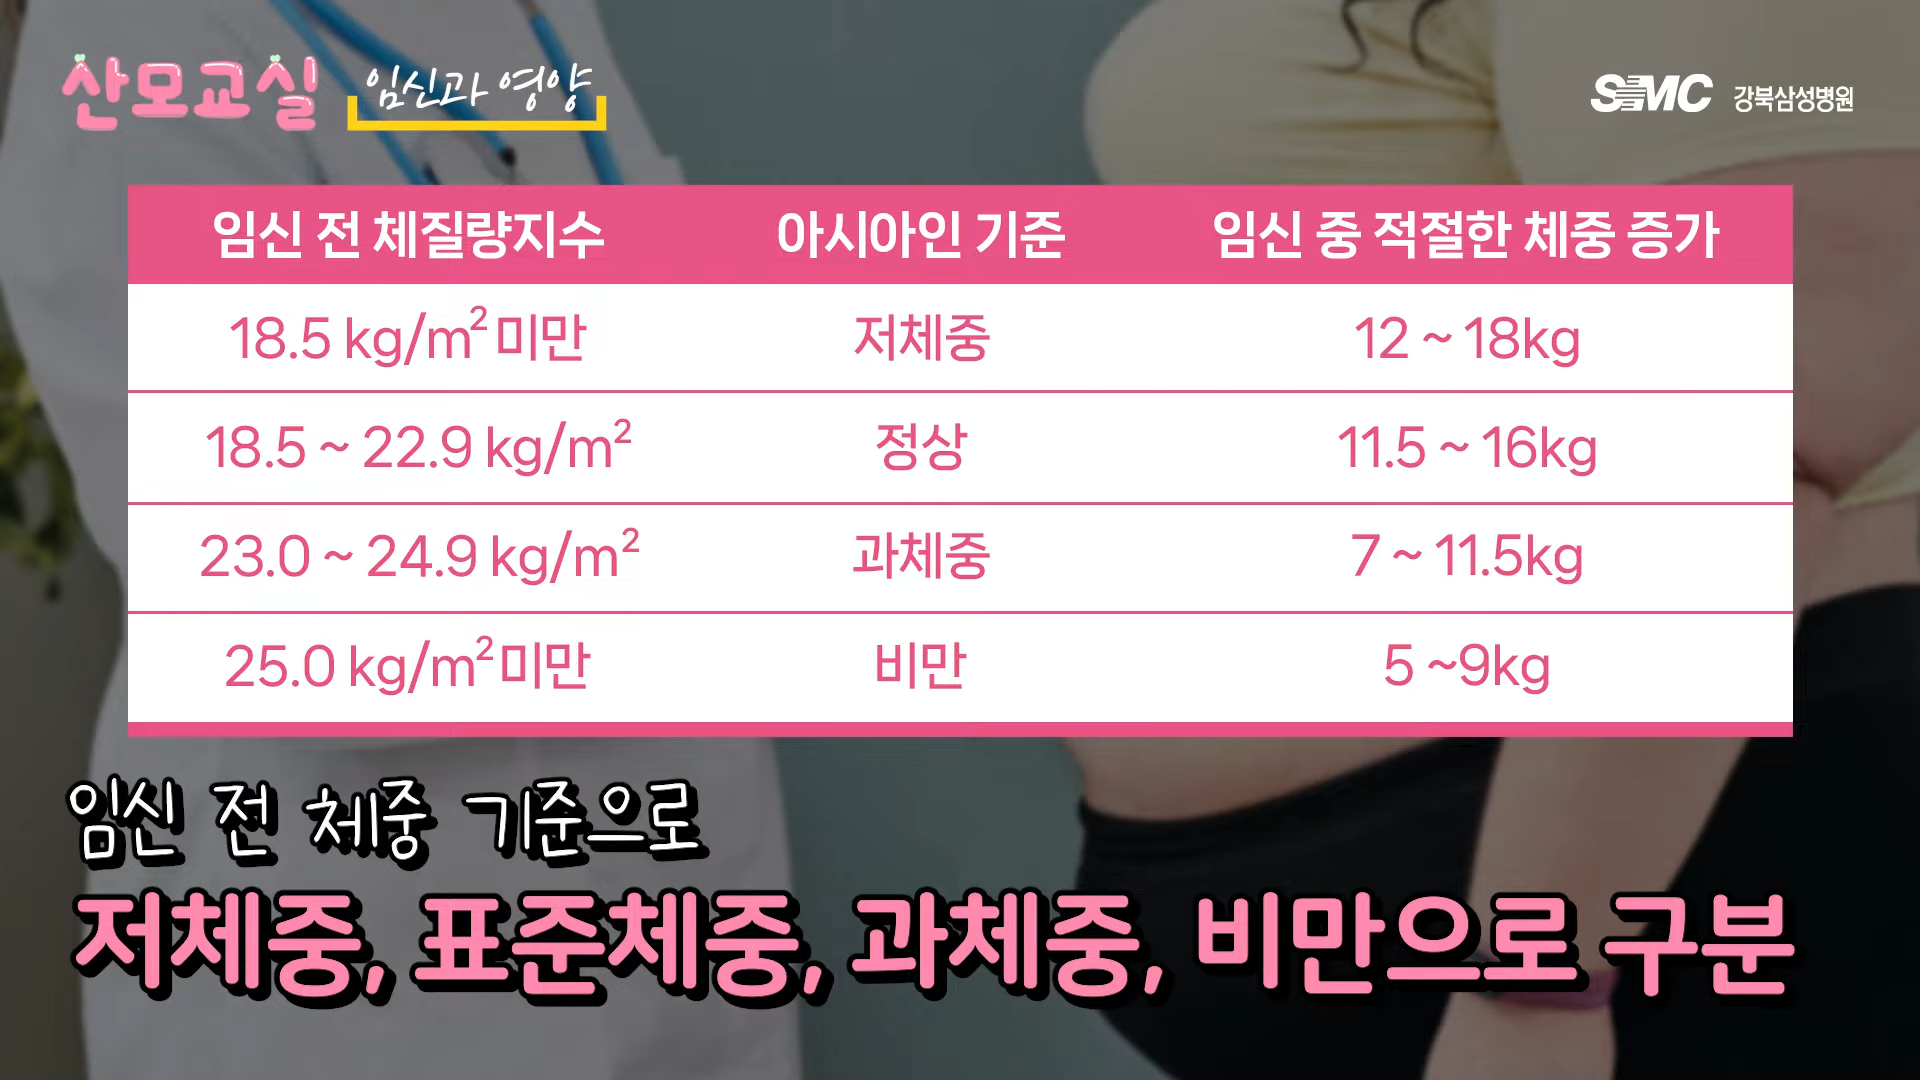 산모교실 임신과 영양
SMC 강북삼성병원
임신 전 체질량지수 아시아인 기준 임신 중 적절한 체중 증가
18.5 kg/m² 미만 저체중 12 ~ 18kg
18.5 ~ 22.9 kg/m² 정상 11.5 ~ 16kg
23.0 ~ 24.9 kg/m² 과체중 7 ~ 11.5kg
25.0 kg/m² 미만 비만 5 ~9kg
임신 전 체중 기준으로
저체중, 표준체중, 과체중, 비만으로 구분